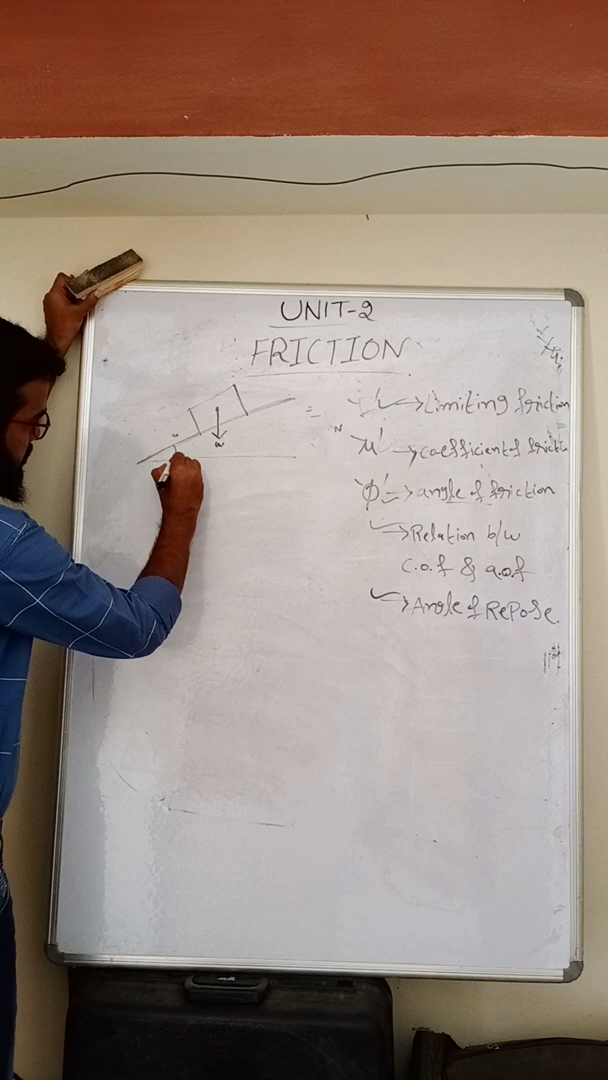 UNIT-2
FRICTION
→Limiting friction
'μ' →coefficient of friction
'Φ'→angle of friction
→Relation b/w
C.o.f & a.o.f
→Angle of RePose.
w